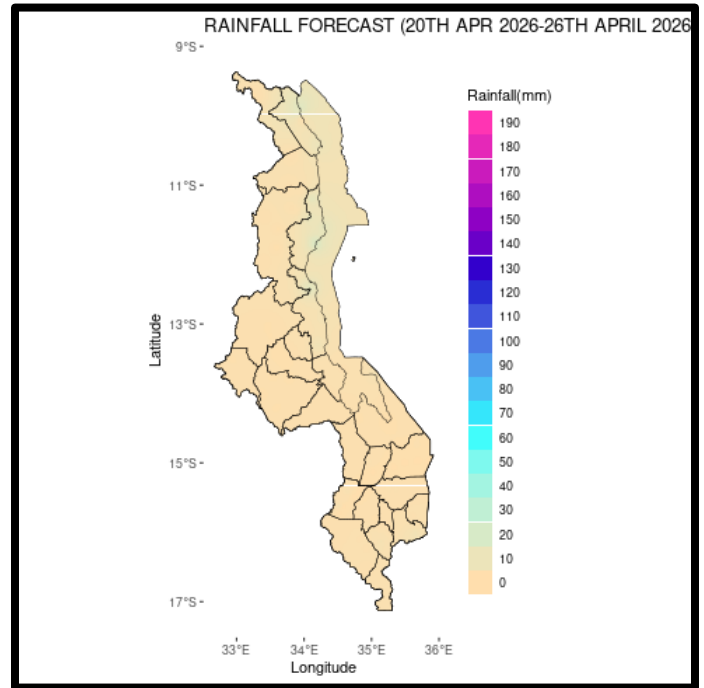 RAINFALL FORECAST (20TH APR 2026-26TH APRIL 2026
9°S
11°S
13°S
15°S
17°S
Latitude
33°E 34°E 35°E 36°E
Longitude
Rainfall(mm)
190
180
170
160
150
140
130
120
110
100
90
80
70
60
50
40
30
20
10
0